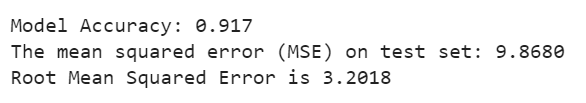 Model Accuracy: 0.917
The mean squared error (MSE) on test set: 9.8680
Root Mean Squared Error is 3.2018